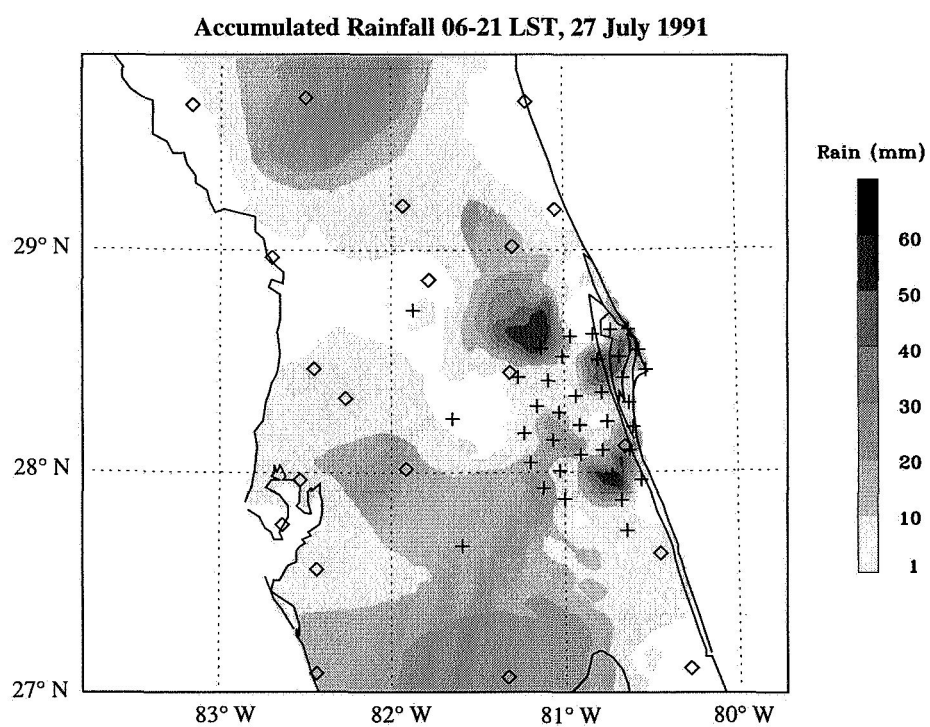 Accumulated Rainfall 06-21 LST, 27 July 1991
Rain (mm)
60
50
40
30
20
10
1
29° N
28° N
27° N
83° W
82° W
81° W
80° W